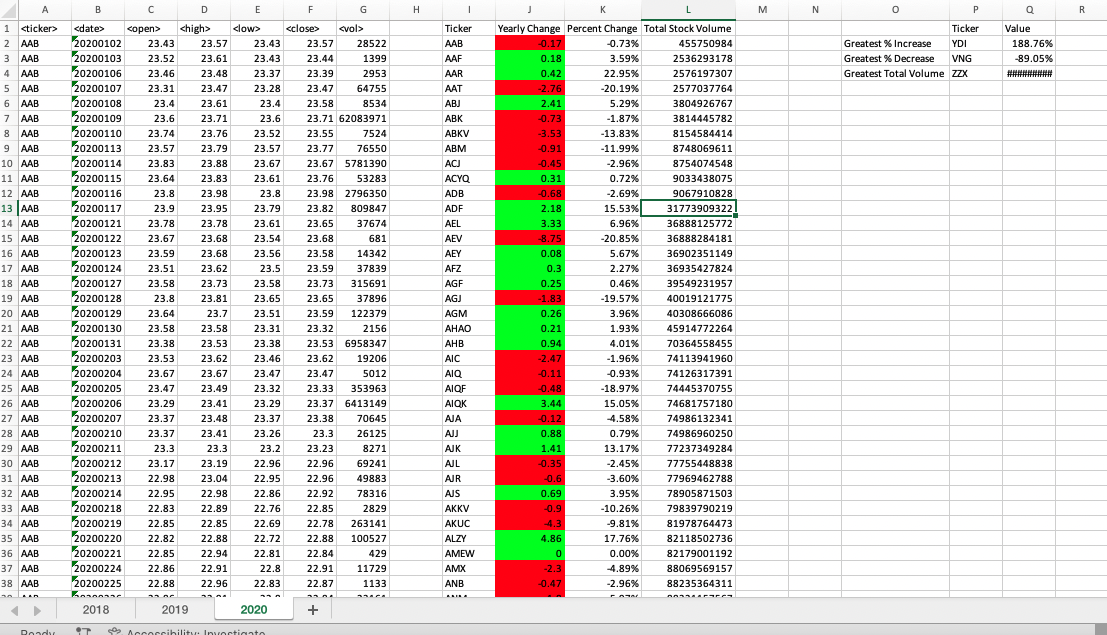 A B C D E F G H I J K L M N O P Q R
1 <ticker> <date> <open> <high> <low> <close> <vol> Ticker Yearly Change Percent Change Total Stock Volume Ticker Value
2 AAB 20200102 23.43 23.57 23.43 23.57 28522 AAB -0.17 -0.73% 455750984 Greatest % Increase YDI 188.76%
3 AAB 20200103 23.52 23.61 23.43 23.44 1399 AAF 0.18 3.59% 2536293178 Greatest % Decrease VNG -89.05%
4 AAB 20200106 23.46 23.48 23.37 23.39 2953 AAR 0.42 22.95% 2576197307 Greatest Total Volume ZZX #########
5 AAB 20200107 23.31 23.47 23.28 23.47 64755 AAT -2.76 -20.19% 2577037764
6 AAB 20200108 23.4 23.61 23.4 23.58 8534 ABJ 2.41 5.29% 3804926767
7 AAB 20200109 23.6 23.71 23.6 23.71 62083971 ABK -0.73 -1.87% 3814445782
8 AAB 20200110 23.74 23.76 23.52 23.55 7524 ABKV -3.53 -13.83% 8154584414
9 AAB 20200113 23.57 23.79 23.57 23.77 76550 ABM -0.91 -11.99% 8748069611
10 AAB 20200114 23.83 23.88 23.67 23.67 5781390 ACJ -0.45 -2.96% 8754074548
11 AAB 20200115 23.64 23.83 23.61 23.76 53283 ACYQ 0.31 0.72% 9033438075
12 AAB 20200116 23.8 23.98 23.8 23.98 2796350 ADB -0.68 -2.69% 9067910828
13 AAB 20200117 23.9 23.95 23.79 23.82 809847 ADF 2.18 15.53% 31773909322
14 AAB 20200121 23.78 23.78 23.61 23.65 37674 AEL 3.33 6.96% 36888125772
15 AAB 20200122 23.67 23.68 23.54 23.68 681 AEV -8.75 -20.85% 36888284181
16 AAB 20200123 23.59 23.68 23.56 23.58 14342 AEY 0.08 5.67% 36902351149
17 AAB 20200124 23.51 23.62 23.5 23.59 37839 AFZ 0.3 2.27% 36935427824
18 AAB 20200127 23.58 23.73 23.58 23.73 315691 AGF 0.25 0.46% 39549231957
19 AAB 20200128 23.8 23.81 23.65 23.65 37896 AGJ -1.83 -19.57% 40019121775
20 AAB 20200129 23.64 23.7 23.51 23.59 122379 AGM 0.26 3.96% 40308666086
21 AAB 20200130 23.58 23.58 23.31 23.32 2156 AHAO 0.21 1.93% 45914772264
22 AAB 20200131 23.38 23.53 23.38 23.53 6958347 AHB 0.94 4.01% 70364558455
23 AAB 20200203 23.53 23.62 23.46 23.62 19206 AIC -2.47 -1.96% 74113941960
24 AAB 20200204 23.67 23.67 23.47 23.47 5012 AIQ -0.11 -0.93% 74126317391
25 AAB 20200205 23.47 23.49 23.32 23.33 353963 AIQF -0.48 -18.97% 74445370755
26 AAB 20200206 23.29 23.41 23.29 23.37 6413149 AIQK 3.44 15.05% 74681757180
27 AAB 20200207 23.37 23.48 23.37 23.38 70645 AJA -0.12 -4.58% 74986132341
28 AAB 20200210 23.37 23.41 23.26 23.3 26125 AJJ 0.88 0.79% 74986960250
29 AAB 20200211 23.3 23.3 23.2 23.23 8271 AJK 1.41 13.17% 77237349284
30 AAB 20200212 23.17 23.19 22.96 22.96 69241 AJL -0.35 -2.45% 77755448838
31 AAB 20200213 22.98 23.04 22.95 22.96 49883 AJR -0.6 -3.60% 77969462788
32 AAB 20200214 22.95 22.98 22.86 22.92 78316 AJS 0.69 3.95% 78905871503
33 AAB 20200218 22.83 22.89 22.76 22.85 2829 AKKV -0.9 -10.26% 79839790219
34 AAB 20200219 22.85 22.85 22.69 22.78 263141 AKUC -4.3 -9.81% 81978764473
35 AAB 20200220 22.82 22.88 22.72 22.88 100527 ALZY 4.86 17.76% 82118502736
36 AAB 20200221 22.85 22.94 22.81 22.84 429 AMEW 0 0.00% 82179001192
37 AAB 20200224 22.86 22.91 22.8 22.91 11729 AMX -2.3 -4.89% 88069569157
38 AAB 20200225 22.88 22.96 22.83 22.87 1133 ANB -0.47 -2.96% 88235364311
2018 2019 2020 +
Ready Accessibility: Investigate